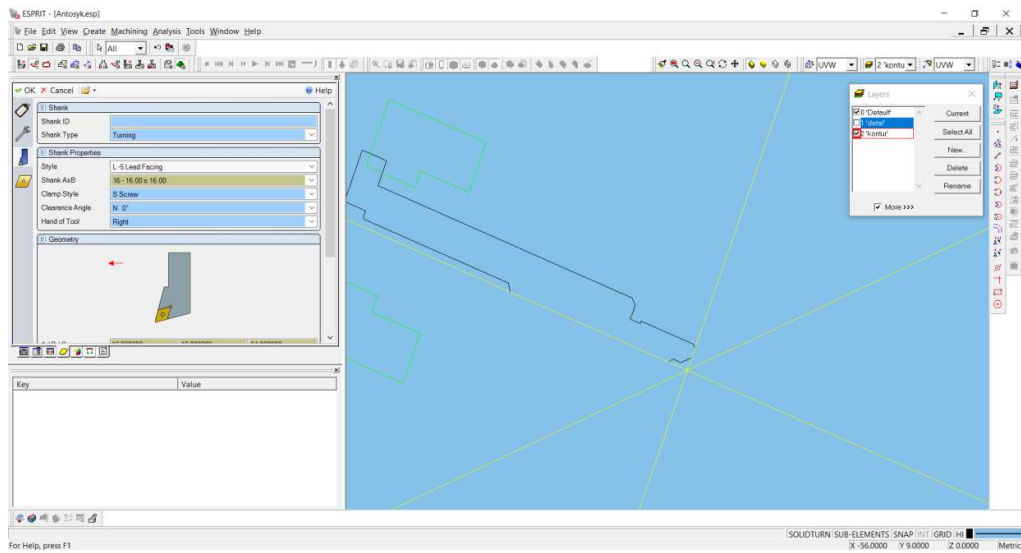 ESPRIT - [Antosyk.esp]
File Edit View Create Machining Analysis Tools Window Help
All
UVW
2 'kontu
UVW
OK Cancel
Help
Shank
Shank ID
Shank Type Turning
Shank Properties
Style L -5 Lead Facing
Shank AxB 16 - 16.00 x 16.00
Clamp Style S Screw
Clearance Angle N 0°
Hand of Tool Right
Geometry
Key Value
Layers
0 'Default'
1 'detal'
2 'kontur'
Current
Select All
New...
Delete
Rename
More >>>
SOLIDTURN SUB-ELEMENTS SNAP INT GRID HI
For Help, press F1
X -56.0000 Y 9.0000 Z 0.0000 Metric